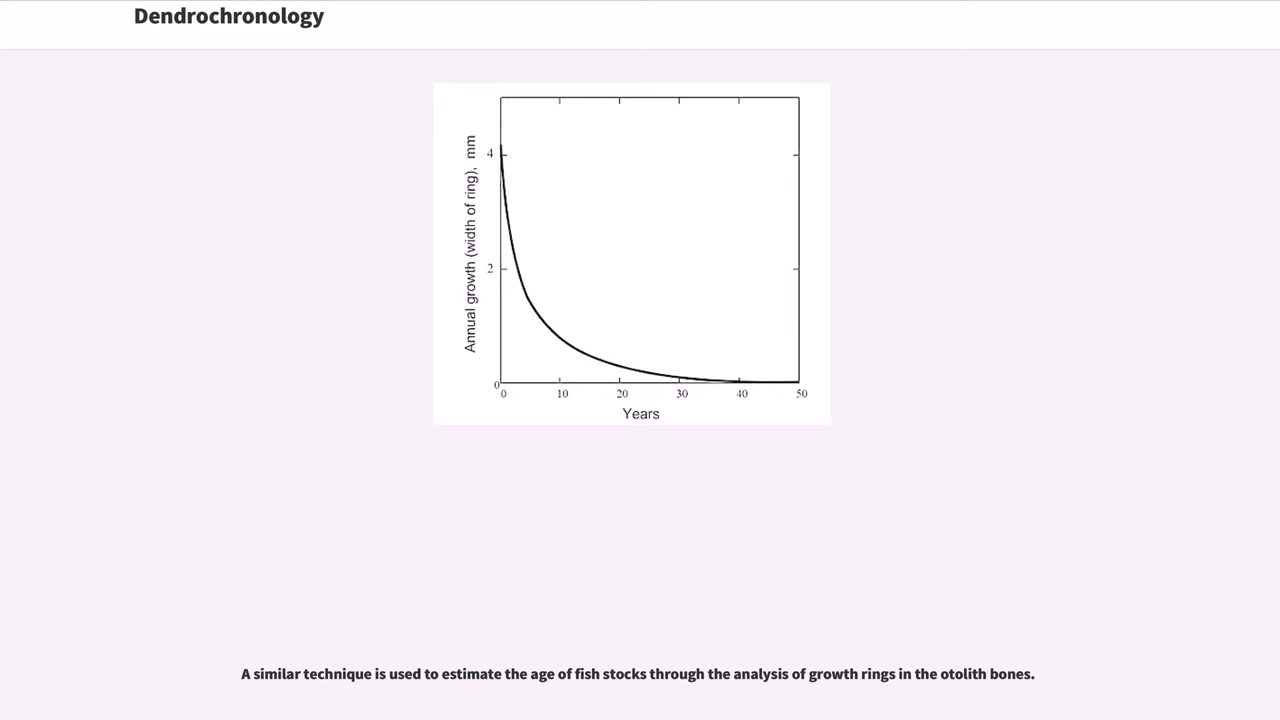 Dendrochronology
Annual growth (width of ring), mm
4
2
0
0 10 20 30 40 50
Years
A similar technique is used to estimate the age of fish stocks through the analysis of growth rings in the otolith bones.